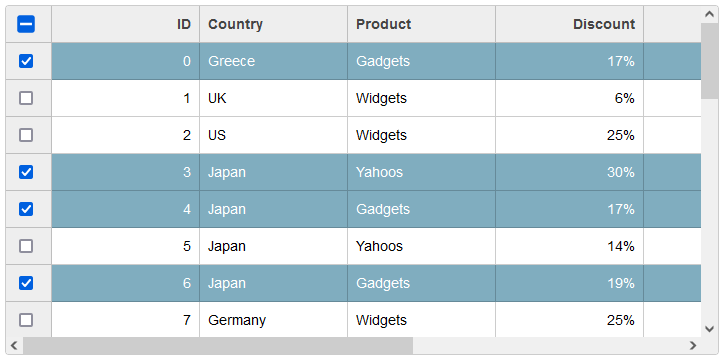 ID Country Product Discount
0 Greece Gadgets 17%
1 UK Widgets 6%
2 US Widgets 25%
3 Japan Yahoos 30%
4 Japan Gadgets 17%
5 Japan Yahoos 14%
6 Japan Gadgets 19%
7 Germany Widgets 25%